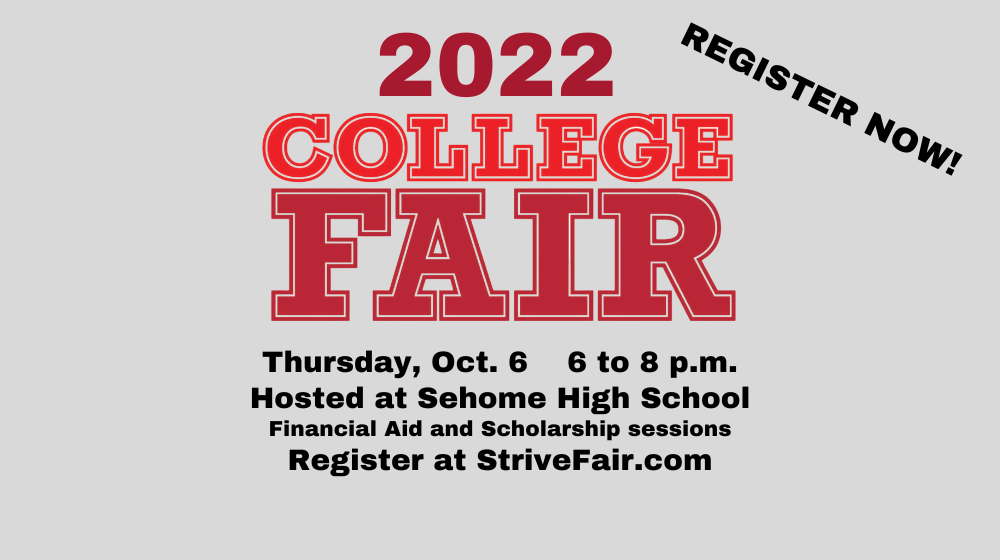 2022
REGISTER NOW!
COLLEGE
FAIR
Thursday, Oct. 6 6 to 8 p.m.
Hosted at Sehome High School
Financial Aid and Scholarship sessions
Register at StriveFair.com